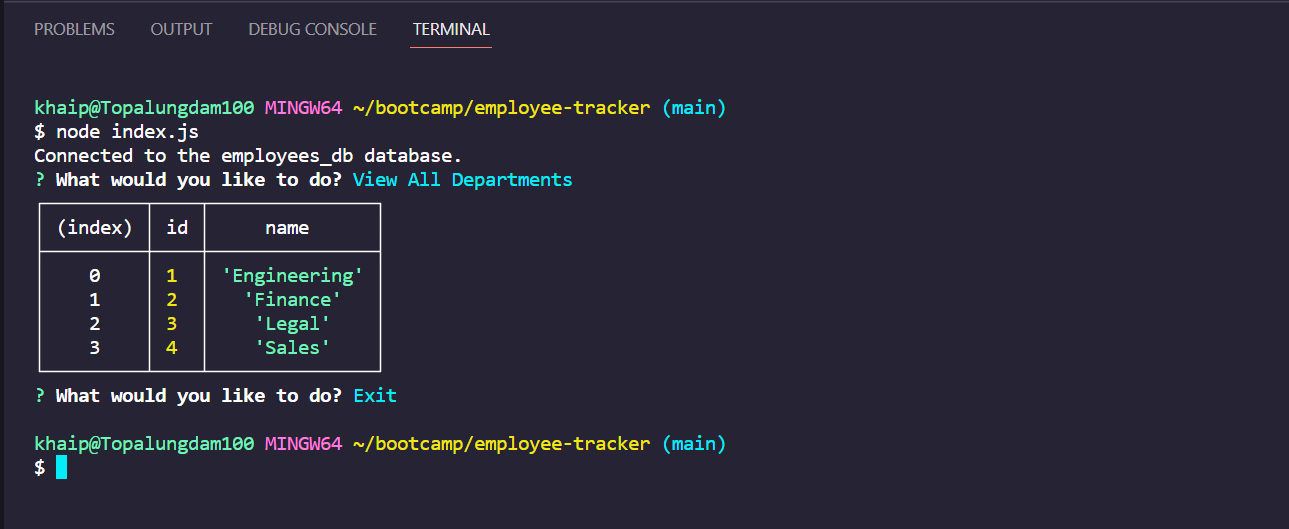 PROBLEMS OUTPUT DEBUG CONSOLE TERMINAL
khaip@Topalungdam100 MINGW64 ~/bootcamp/employee-tracker (main)
$ node index.js
Connected to the employees_db database.
? What would you like to do? View All Departments
(index) id name
0 1 'Engineering'
1 2 'Finance'
2 3 'Legal'
3 4 'Sales'
? What would you like to do? Exit
khaip@Topalungdam100 MINGW64 ~/bootcamp/employee-tracker (main)
$